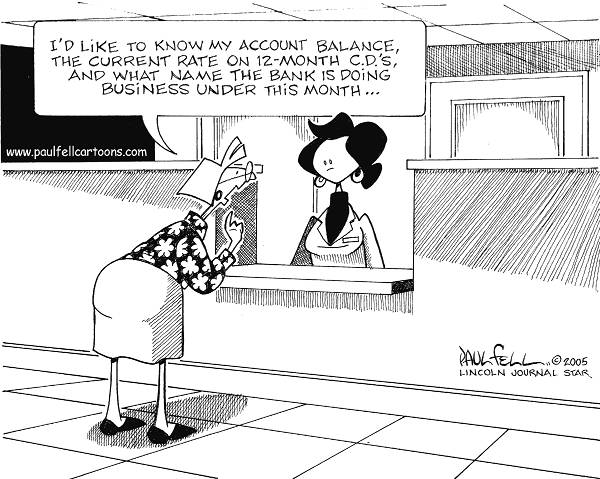 I'D LIKE TO KNOW MY ACCOUNT BALANCE,
THE CURRENT RATE ON 12-MONTH C.D.'S,
AND WHAT NAME THE BANK IS DOING
BUSINESS UNDER THIS MONTH...
www.paulfellcartoons.com
PAUL FELL...©2005
LINCOLN JOURNAL STAR